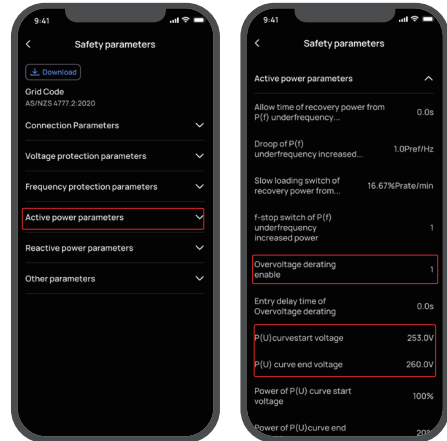 9:41
Safety parameters
Download
Grid Code
AS/NZS 4777.2:2020
Connection Parameters
Voltage protection parameters
Frequency protection parameters
Active power parameters
Reactive power parameters
Other parameters
9:41
Safety parameters
Active power parameters
Allow time of recovery power from
P(f) underfrequency...
0.0s
Droop of P(f)
underfrequency increased...
1.0Pref/Hz
Slow loading switch of
recovery power from...
16.67%Prate/min
f-stop switch of P(f)
underfrequency
increased power
1
Overvoltage derating
enable
1
Entry delay time of
Overvoltage derating
0.0s
P(U)curvestart voltage
253.0V
P(U) curve end voltage
260.0V
Power of P(U) curve start
voltage
100%
Power of P(U)curve end
20%